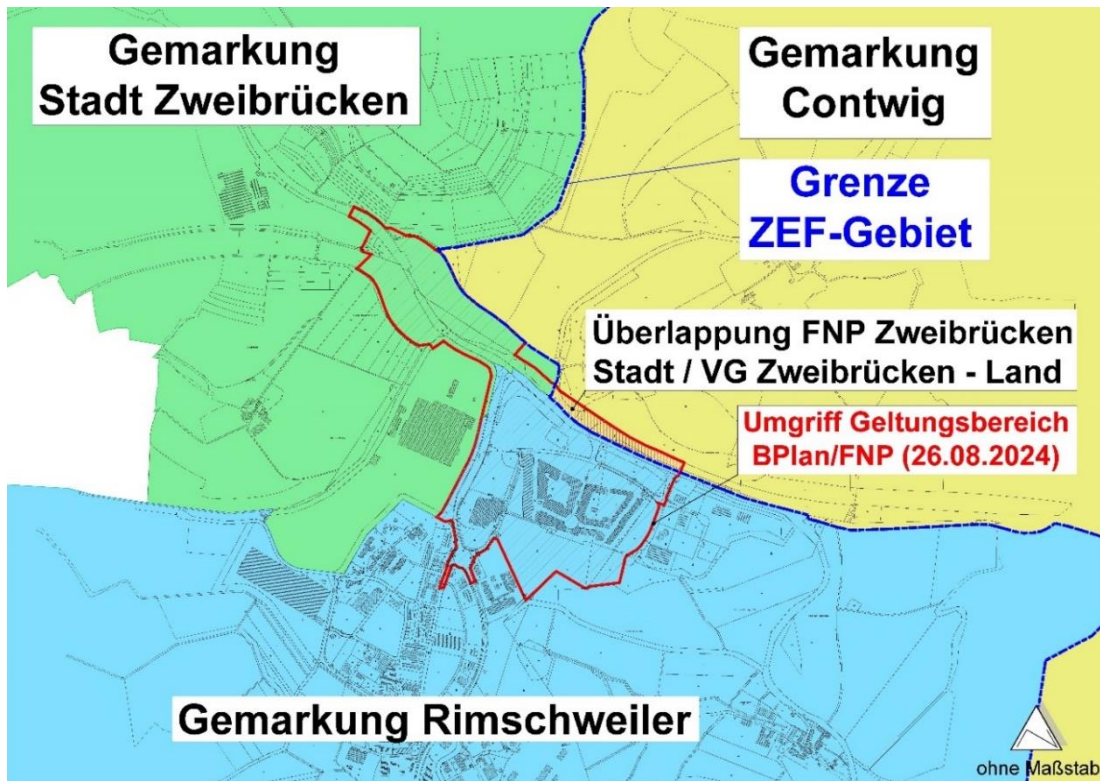 Gemarkung
Stadt Zweibrücken
Gemarkung
Contwig
Grenze
ZEF-Gebiet
Überlappung FNP Zweibrücken
Stadt / VG Zweibrücken - Land
Umgriff Geltungsbereich
BPlan/FNP (26.08.2024)
Gemarkung Rimschweiler
ohne Maßstab